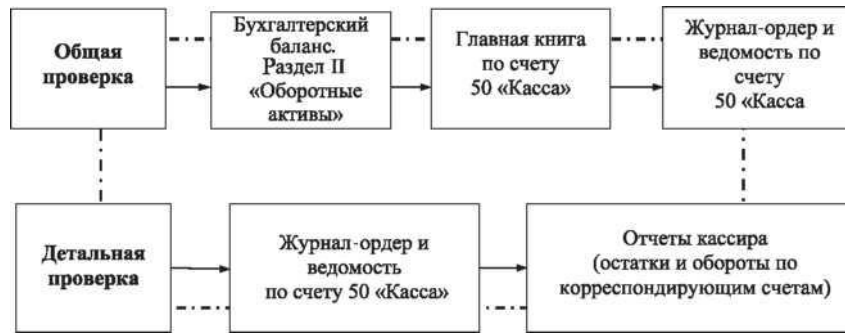 Общая
проверка
Бухгалтерский
баланс.
Раздел II
«Оборотные
активы»
Главная книга
по счету
50 «Касса»
Журнал-ордер и
ведомость по
счету
50 «Касса
Детальная
проверка
Журнал-ордер и
ведомость
по счету 50 «Касса»
Отчеты кассира
(остатки и обороты по
корреспондирующим счетам)